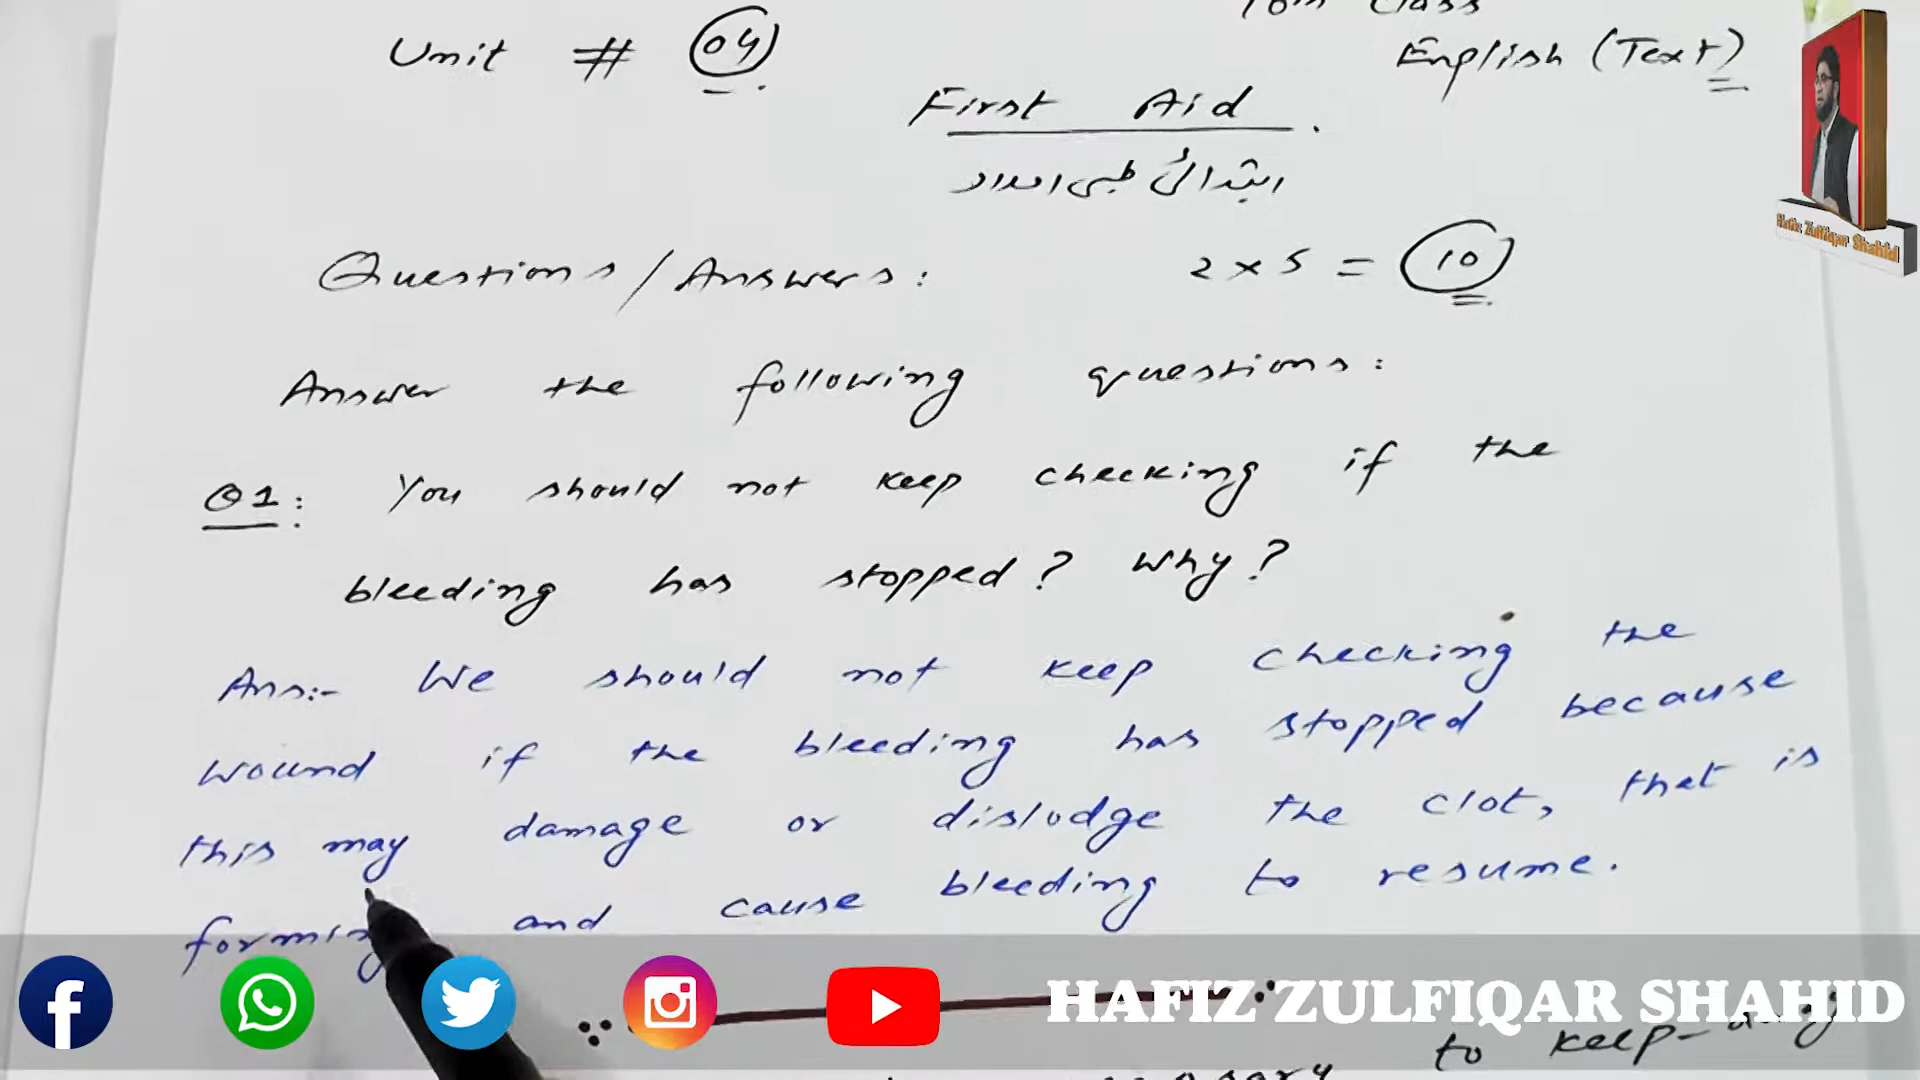 10th Class
Unit # 04
English (Text)
First Aid
ابتدائی طبی امداد
Questions/Answers: 2 x 5 = 10
Answer the following questions:
Q1: You should not keep checking if the
bleeding has stopped? Why?
Ans:- We should not keep checking the
wound if the bleeding has stopped because
this may damage or dislodge the clot, that is
forming and cause bleeding to resume.
to keep
Hafiz Zulfiqar Shahid
HAFIZ ZULFIQAR SHAHID